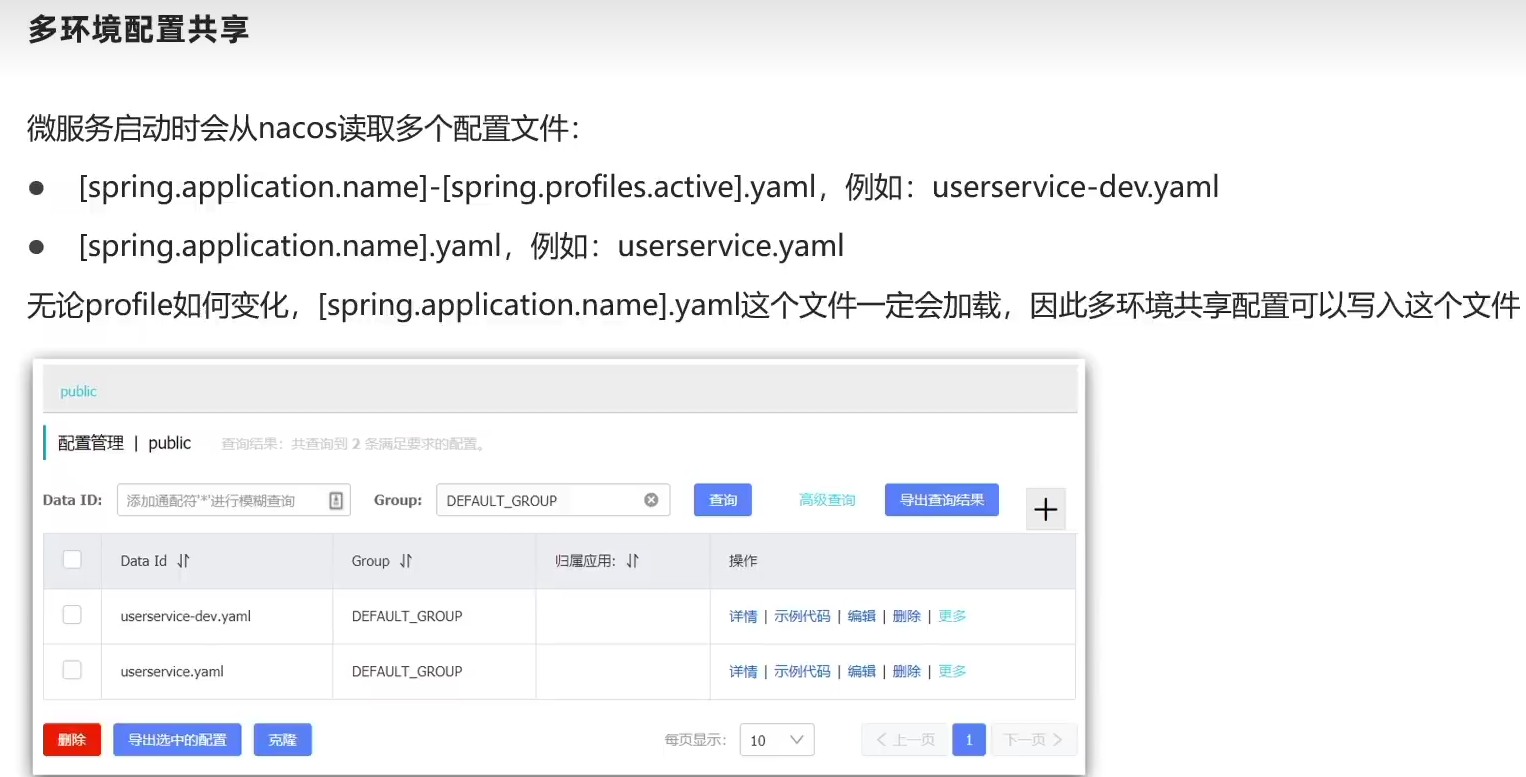 多环境配置共享
微服务启动时会从nacos读取多个配置文件：
● [spring.application.name]-[spring.profiles.active].yaml，例如：userservice-dev.yaml
● [spring.application.name].yaml，例如：userservice.yaml
无论profile如何变化，[spring.application.name].yaml这个文件一定会加载，因此多环境共享配置可以写入这个文件
public
配置管理 | public 查询结果：共查询到 2 条满足要求的配置。
Data ID: 添加通配符'*'进行模糊查询 Group: DEFAULT_GROUP 查询 高级查询 导出查询结果 +
Data Id Group 归属应用: 操作
userservice-dev.yaml DEFAULT_GROUP 详情 | 示例代码 | 编辑 | 删除 | 更多
userservice.yaml DEFAULT_GROUP 详情 | 示例代码 | 编辑 | 删除 | 更多
删除 导出选中的配置 克隆 每页显示: 10 < 上一页 1 下一页 >